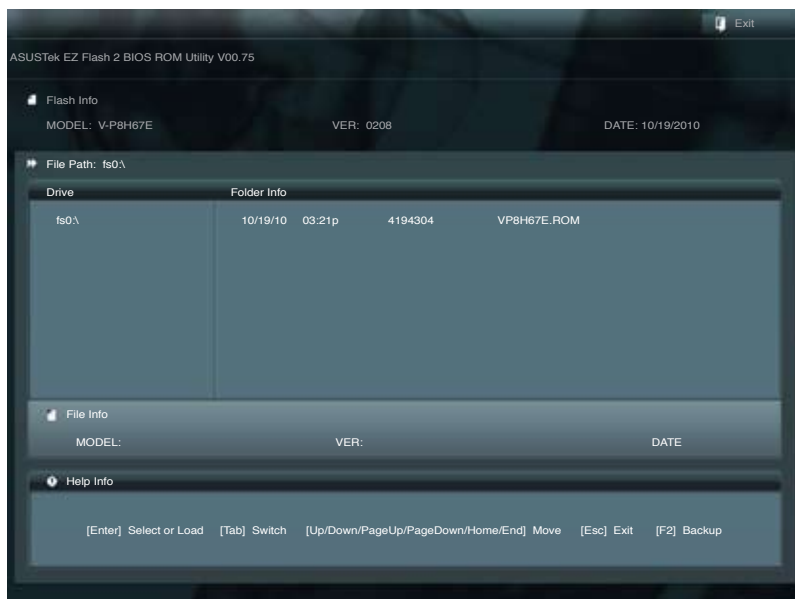 Exit
ASUSTek EZ Flash 2 BIOS ROM Utility V00.75
Flash Info
MODEL: V-P8H67E VER: 0208 DATE: 10/19/2010
File Path: fs0:\
Drive Folder Info
fs0:\ 10/19/10 03:21p 4194304 VP8H67E.ROM
File Info
MODEL: VER: DATE
Help Info
[Enter] Select or Load [Tab] Switch [Up/Down/PageUp/PageDown/Home/End] Move [Esc] Exit [F2] Backup